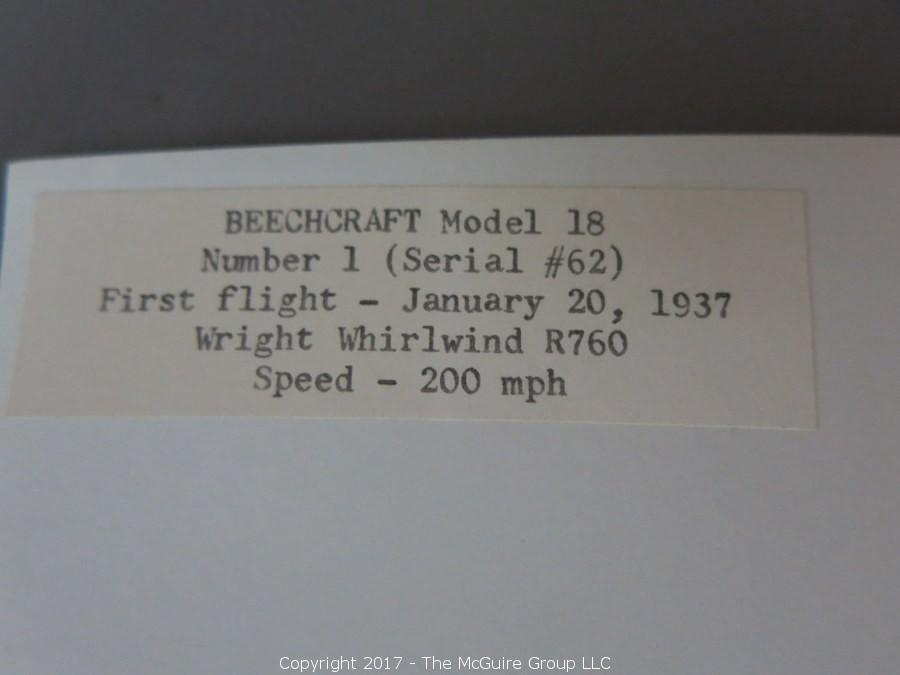 BEECHCRAFT Model 18
Number 1 (Serial #62)
First flight - January 20, 1937
Wright Whirlwind R760
Speed - 200 mph
Copyright 2017 - The McGuire Group LLC